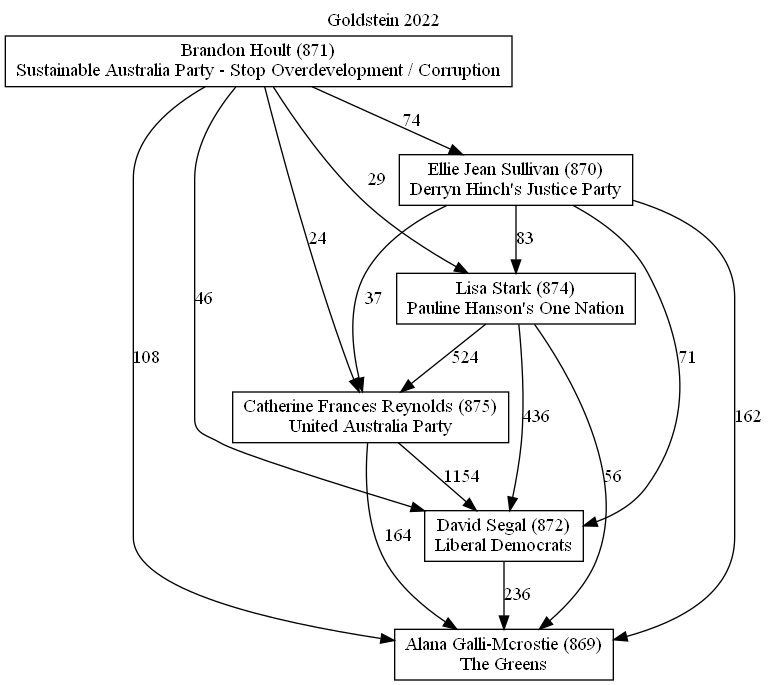 Goldstein 2022
Brandon Hoult (871)
Sustainable Australia Party - Stop Overdevelopment / Corruption
74
Ellie Jean Sullivan (870)
Derryn Hinch's Justice Party
29
24
83
Lisa Stark (874)
Pauline Hanson's One Nation
46
37
108
524
71
Catherine Frances Reynolds (875)
United Australia Party
436
162
1154
56
David Segal (872)
Liberal Democrats
164
236
Alana Galli-Mcrostie (869)
The Greens